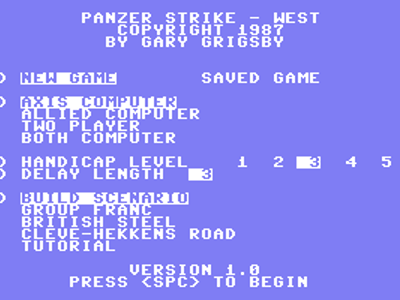 PANZER STRIKE - WEST
COPYRIGHT 1987
BY GARY GRIGSBY
) NEW GAME SAVED GAME
) AXIS COMPUTER
ALLIED COMPUTER
TWO PLAYER
BOTH COMPUTER
) HANDICAP LEVEL 1 2 3 4 5
) DELAY LENGTH 3
) BUILD SCENARIO
GROUP FRANC
BRITISH STEEL
CLEVE-HEKKENS ROAD
TUTORIAL
VERSION 1.0
PRESS <SPC> TO BEGIN